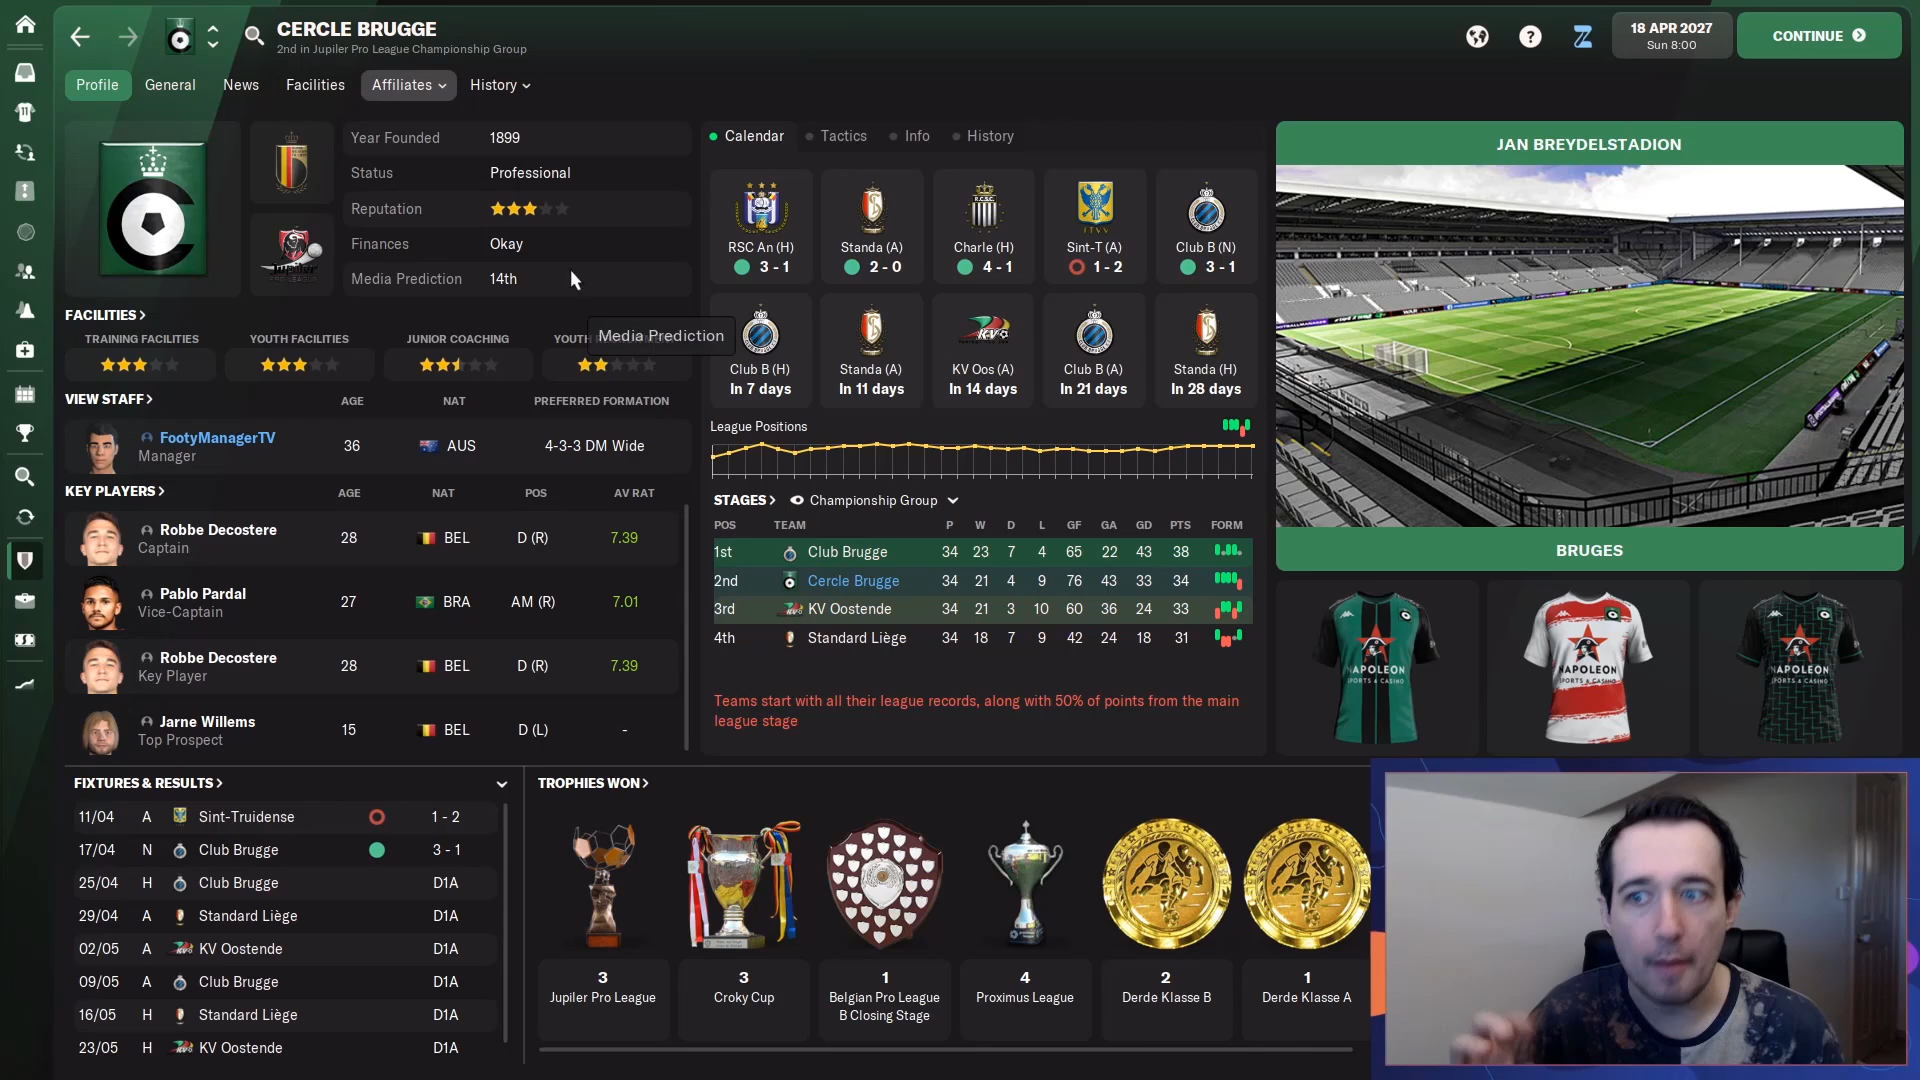 CERCLE BRUGGE
2nd in Jupiler Pro League Championship Group
18 APR 2027
Sun 8:00
CONTINUE
Profile General News Facilities Affiliates History
Year Founded 1899
Status Professional
Reputation
Finances Okay
Media Prediction 14th
Media Prediction
FACILITIES
TRAINING FACILITIES YOUTH FACILITIES JUNIOR COACHING YOUTH
VIEW STAFF AGE NAT PREFERRED FORMATION
FootyManagerTV 36 AUS 4-3-3 DM Wide
Manager
KEY PLAYERS AGE NAT POS AV RAT
Robbe Decostere 28 BEL D (R) 7.39
Captain
Pablo Pardal 27 BRA AM (R) 7.01
Vice-Captain
Robbe Decostere 28 BEL D (R) 7.39
Key Player
Jarne Willems 15 BEL D (L) -
Top Prospect
Calendar Tactics Info History
RSC An (H) Standa (A) Charle (H) Sint-T (A) Club B (N)
3 - 1 2 - 0 4 - 1 1 - 2 3 - 1
Club B (H) Standa (A) KV Oos (A) Club B (A) Standa (H)
In 7 days In 11 days In 14 days In 21 days In 28 days
League Positions
STAGES Championship Group
POS TEAM P W D L GF GA GD PTS FORM
1st Club Brugge 34 23 7 4 65 22 43 38
2nd Cercle Brugge 34 21 4 9 76 43 33 34
3rd KV Oostende 34 21 3 10 60 36 24 33
4th Standard Liège 34 18 7 9 42 24 18 31
Teams start with all their league records, along with 50% of points from the main
league stage
JAN BREYDELSTADION
BRUGES
NAPOLEON
SPORTS & CASINO
NAPOLEON
SPORTS & CASINO
NAPOLEON
SPORTS & CASINO
FIXTURES & RESULTS
11/04 A Sint-Truidense 1 - 2
17/04 N Club Brugge 3 - 1
25/04 H Club Brugge D1A
29/04 A Standard Liège D1A
02/05 A KV Oostende D1A
09/05 A Club Brugge D1A
16/05 H Standard Liège D1A
23/05 H KV Oostende D1A
TROPHIES WON
3 3 1 4 2 1
Jupiler Pro League Croky Cup Belgian Pro League Proximus League Derde Klasse B Derde Klasse A
B Closing Stage